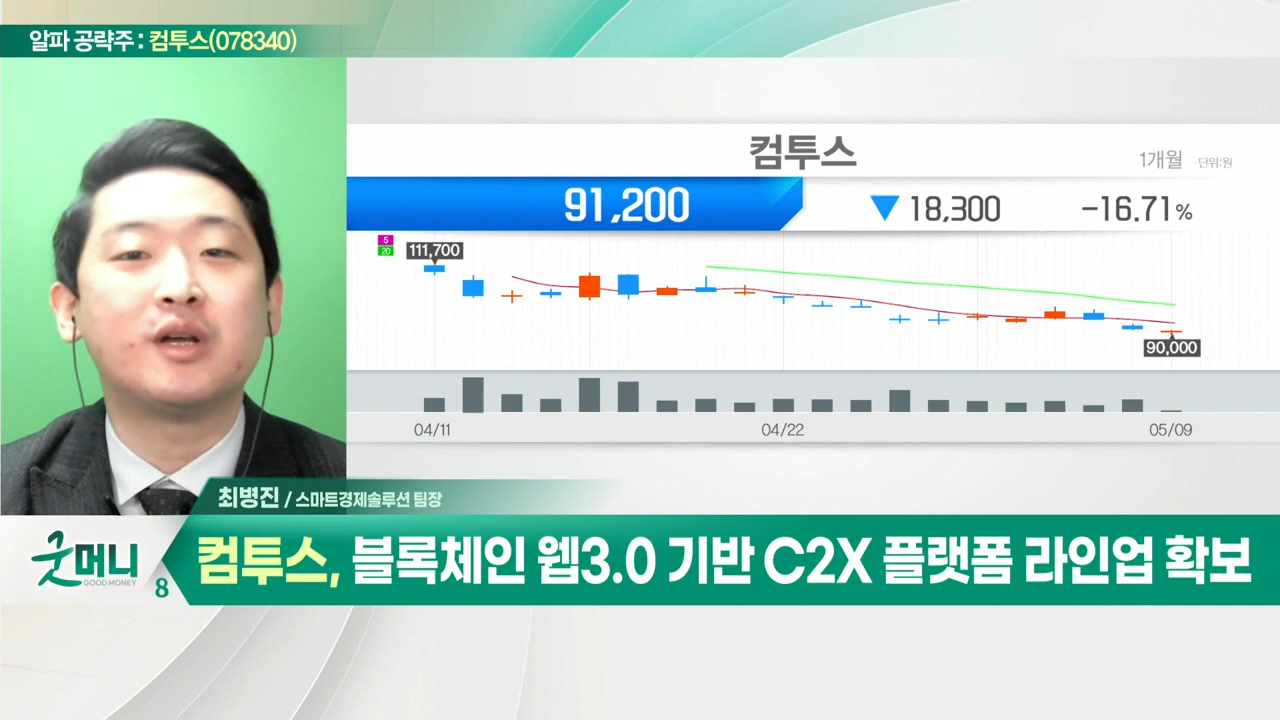 알파 공략주 : 컴투스(078340)
컴투스
1개월 단위:원
91,200 ▼ 18,300 -16.71%
5
20
111,700
90,000
04/11 04/22 05/09
최병진 / 스마트경제솔루션 팀장
굿머니
GOOD MONEY
8
컴투스, 블록체인 웹3.0 기반 C2X 플랫폼 라인업 확보